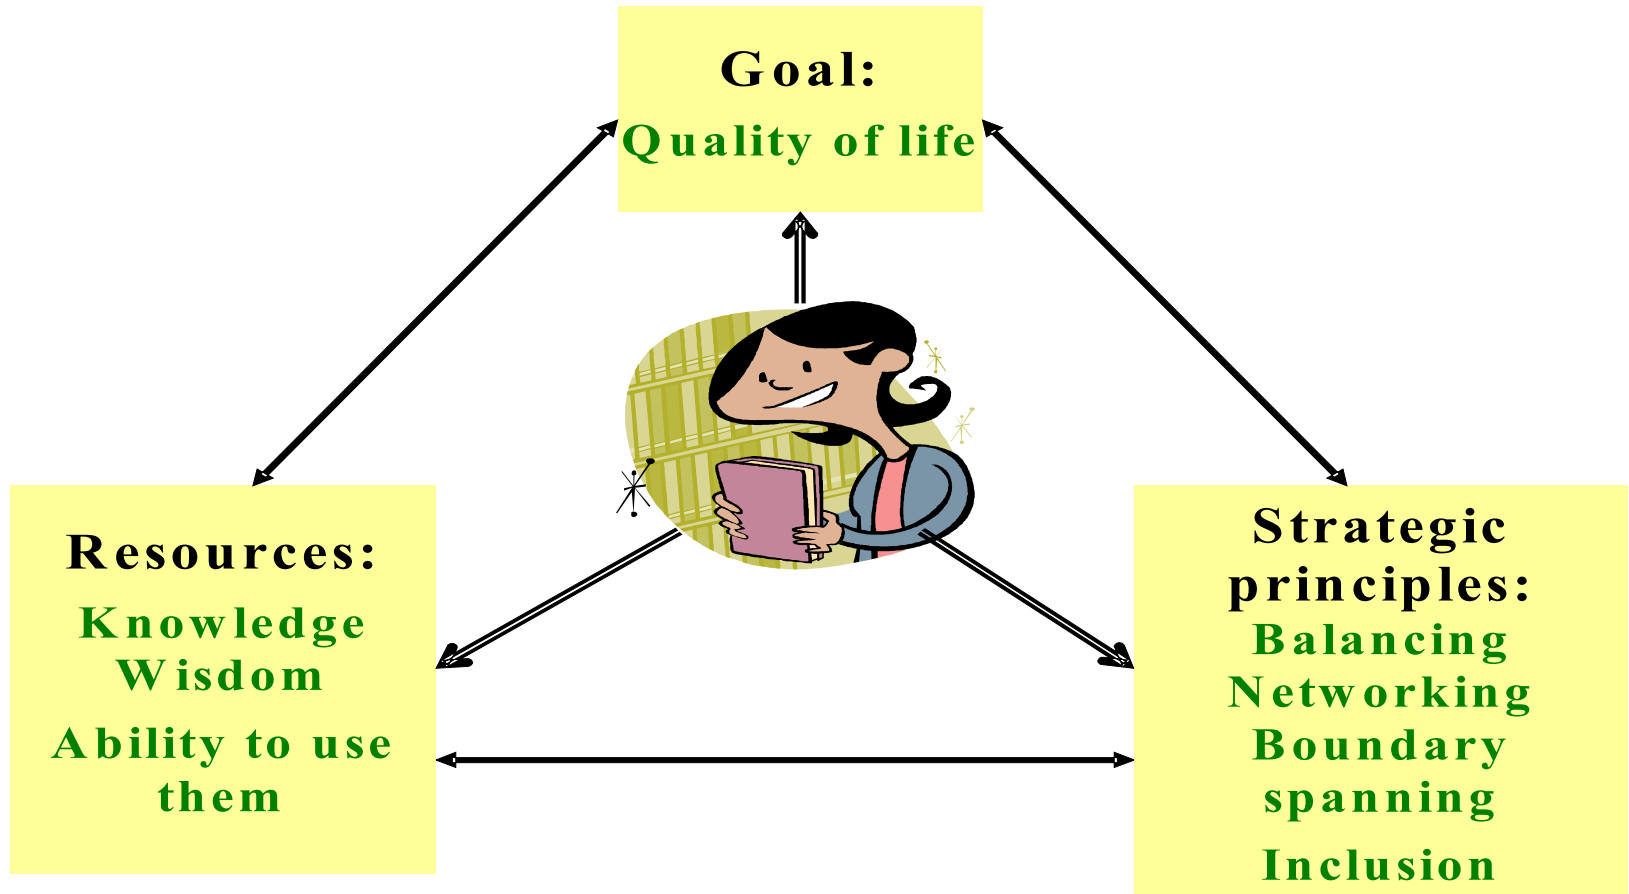 Goal:
Quality of life
Resources:
Knowledge
Wisdom
Ability to use
them
Strategic
principles:
Balancing
Networking
Boundary
spanning
Inclusion